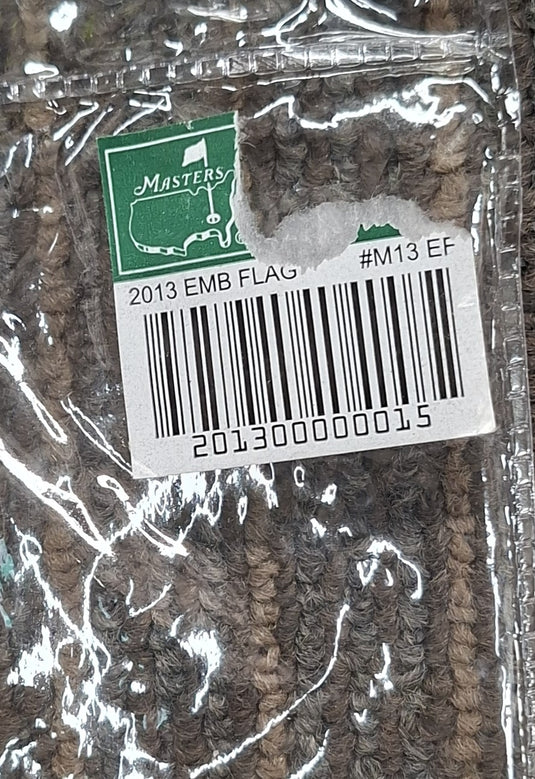 MASTERS
2013 EMB FLAG #M13 EF
201300000015